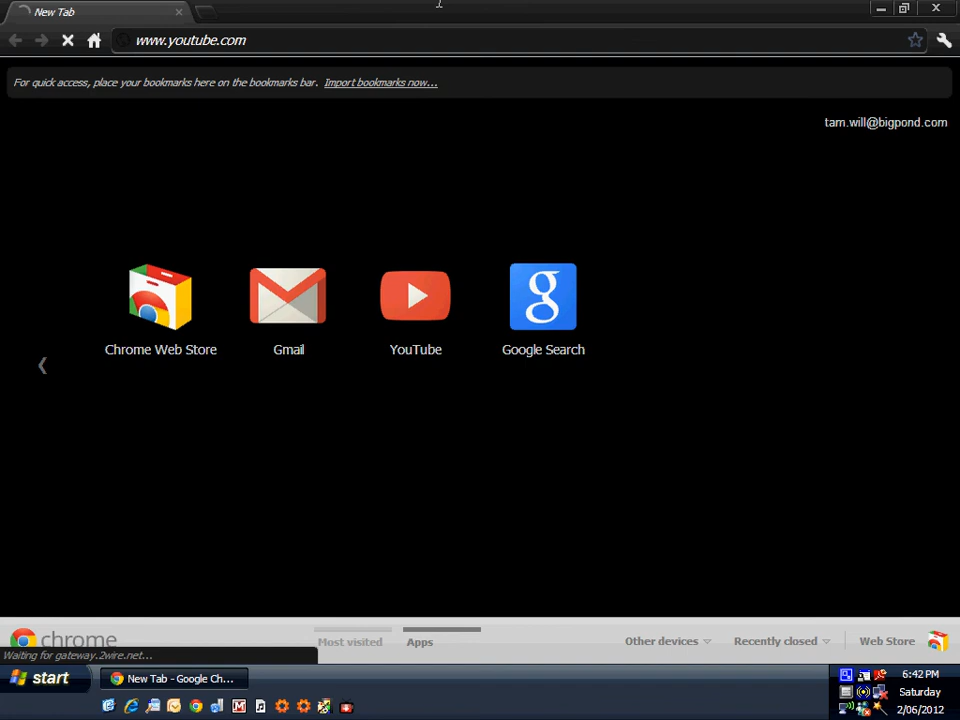 New Tab
www.youtube.com
For quick access, place your bookmarks here on the bookmarks bar. Import bookmarks now...
tam.will@bigpond.com
Chrome Web Store
Gmail
YouTube
Google Search
chrome
Most visited
Apps
Other devices
Recently closed
Web Store
Waiting for gateway.2wire.net...
start
New Tab - Google Ch...
6:42 PM
Saturday
2/06/2012